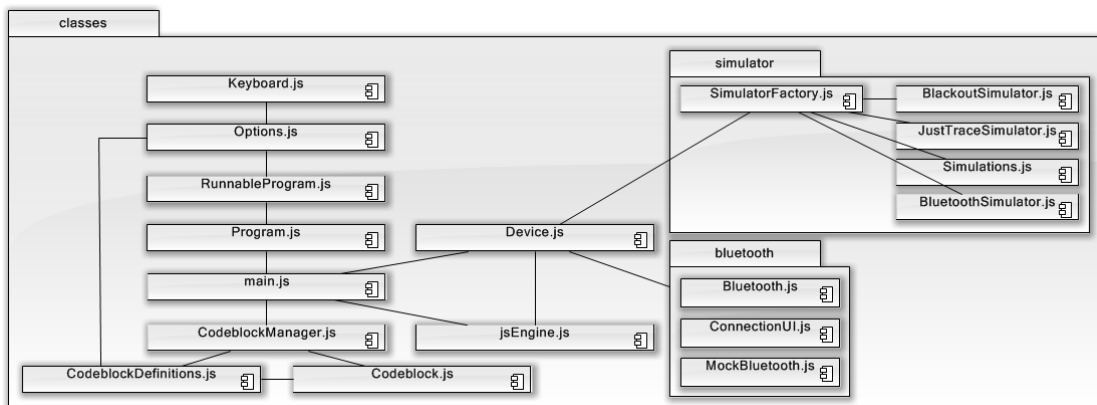 classes
simulator
Keyboard.js
SimulatorFactory.js
BlackoutSimulator.js
Options.js
JustTraceSimulator.js
Simulations.js
RunnableProgram.js
BluetoothSimulator.js
Program.js
Device.js
bluetooth
main.js
Bluetooth.js
CodeblockManager.js
jsEngine.js
ConnectionUI.js
CodeblockDefinitions.js
Codeblock.js
MockBluetooth.js